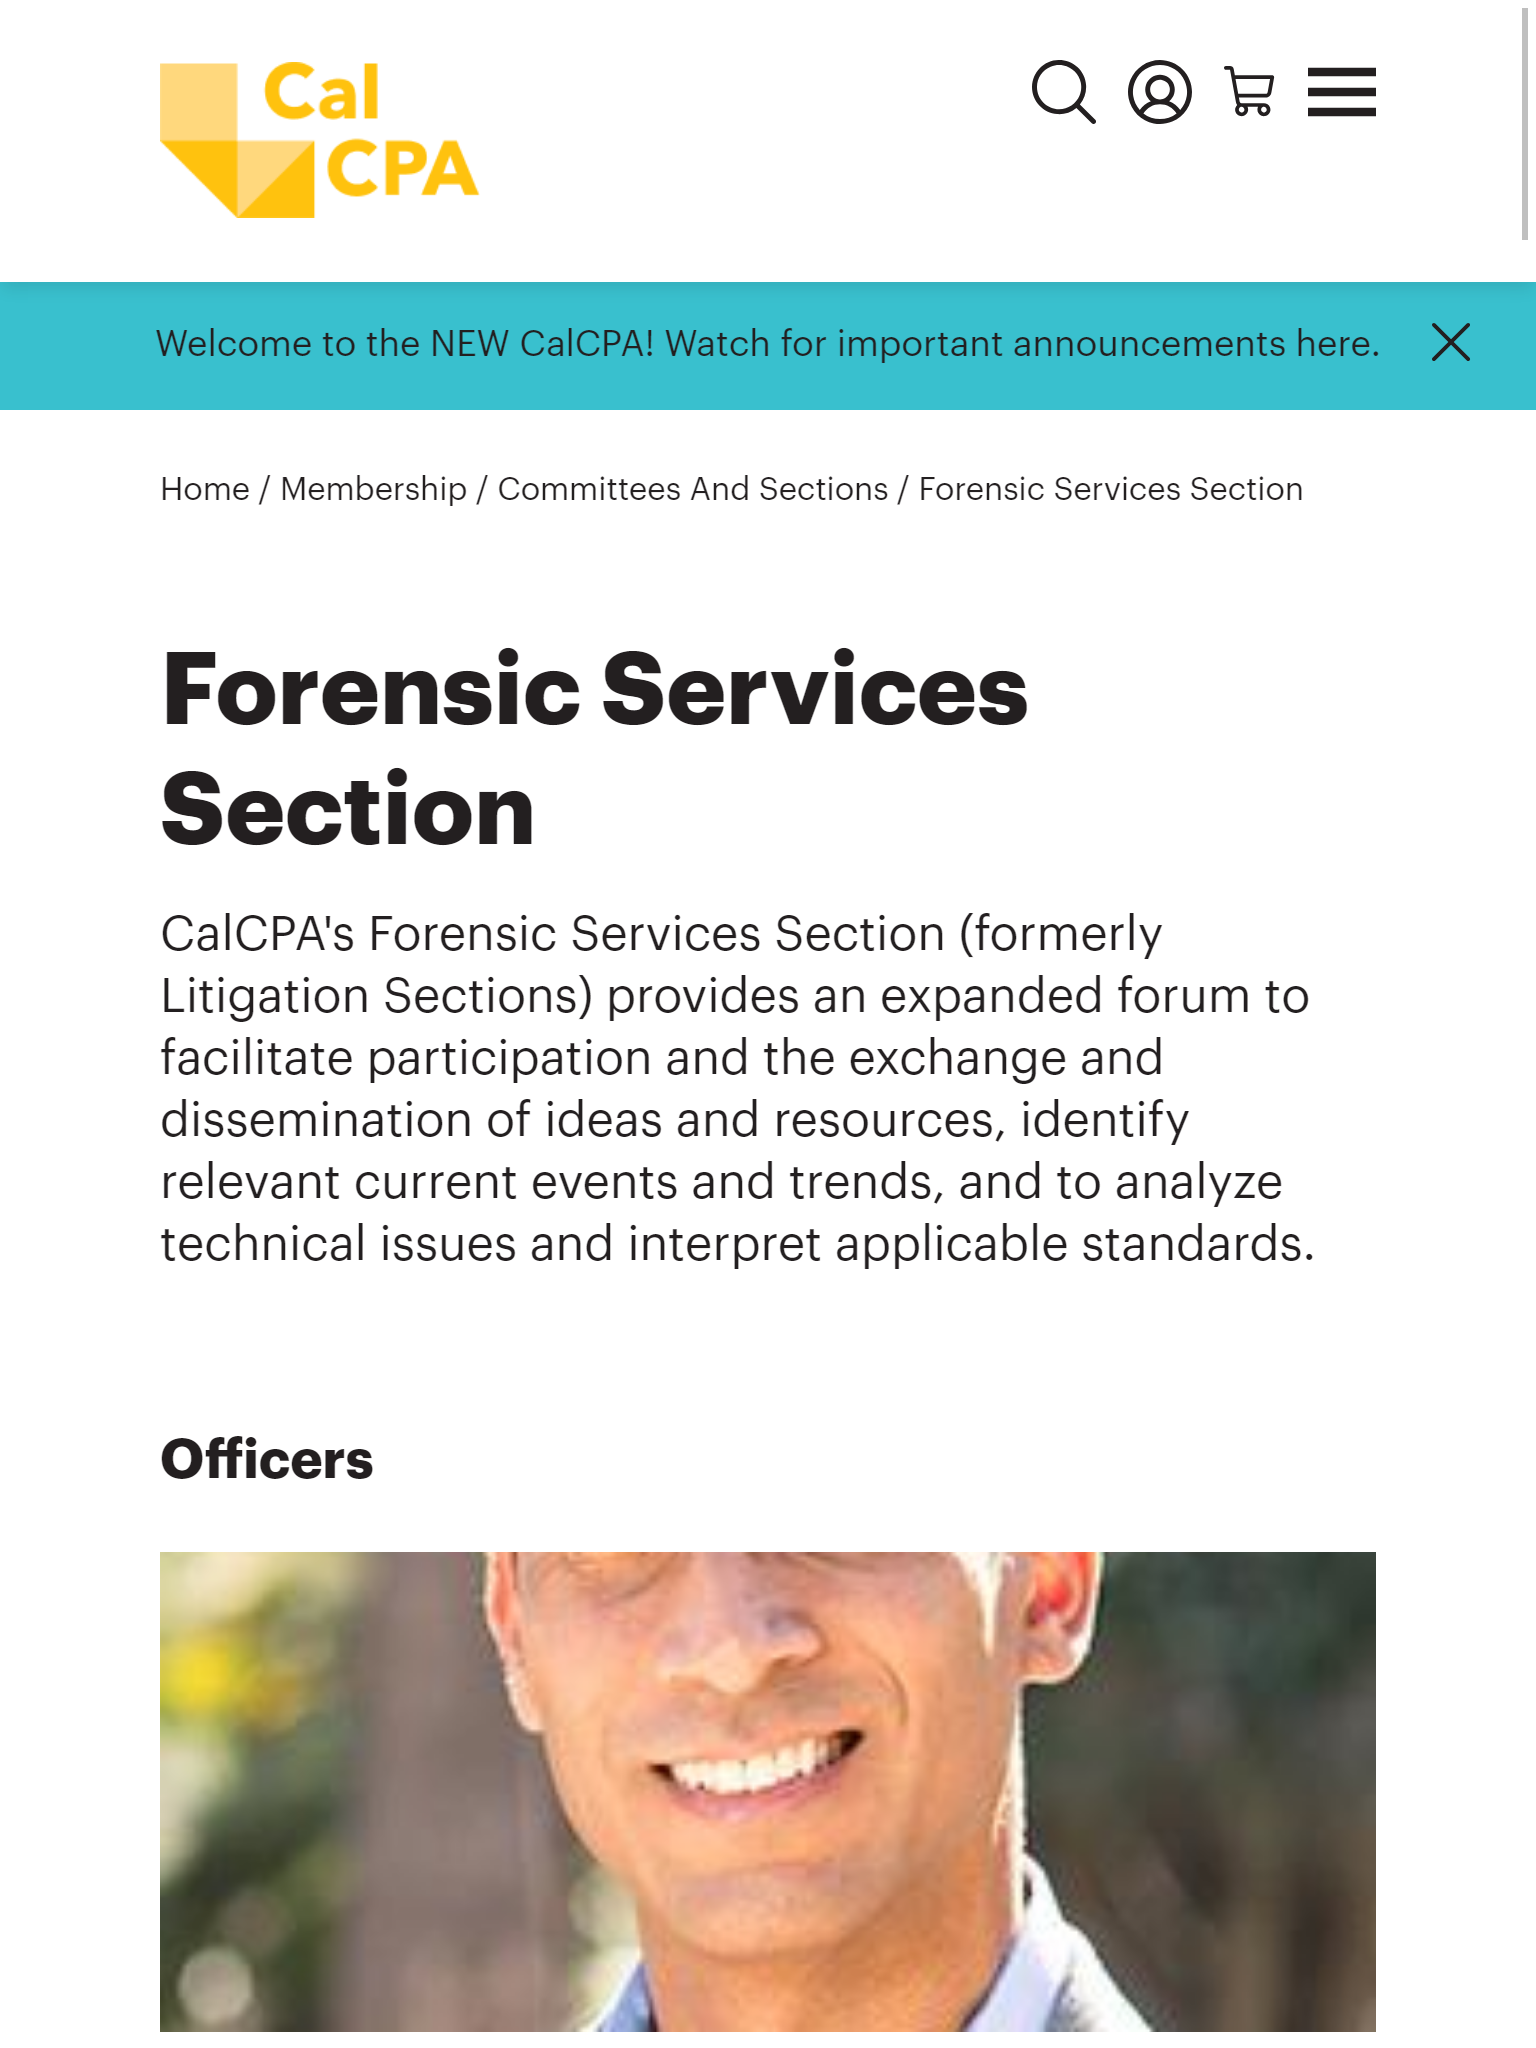 Cal
CPA
Welcome to the NEW CalCPA! Watch for important announcements here.
Home / Membership / Committees And Sections / Forensic Services Section
Forensic Services
Section
CalCPA's Forensic Services Section (formerly
Litigation Sections) provides an expanded forum to
facilitate participation and the exchange and
dissemination of ideas and resources, identify
relevant current events and trends, and to analyze
technical issues and interpret applicable standards.
Officers